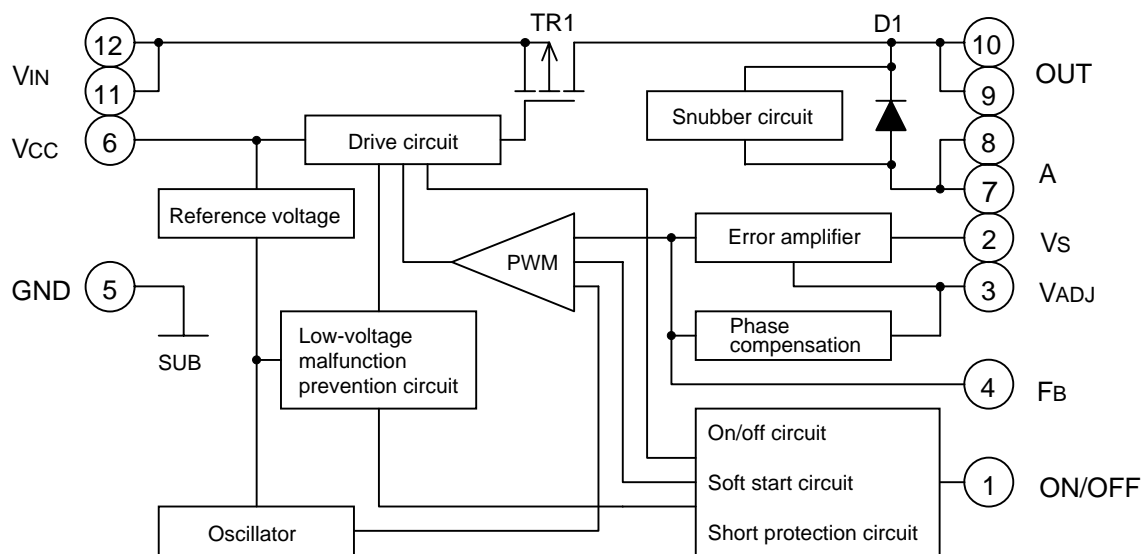 TR1
D1
12
10
VIN
OUT
11
9
Snubber circuit
6
VCC
Drive circuit
8
A
7
Reference voltage
Error amplifier
2
VS
PWM
GND
5
3
VADJ
Low-voltage
malfunction
prevention circuit
Phase
compensation
SUB
4
FB
On/off circuit
Soft start circuit
Short protection circuit
1
ON/OFF
Oscillator